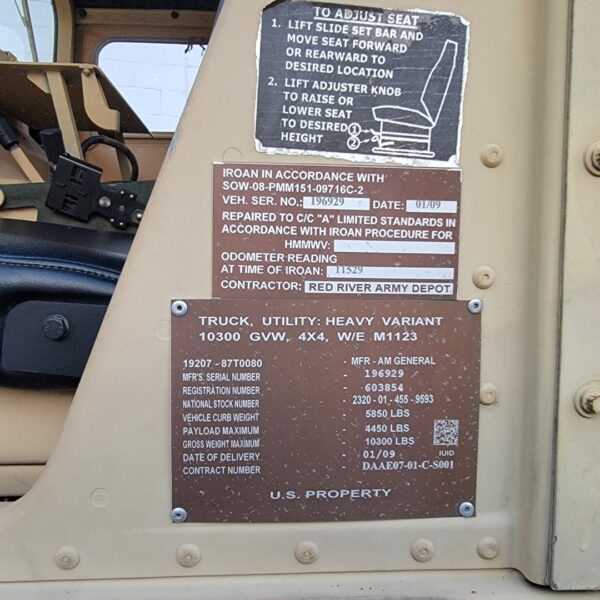 TO ADJUST SEAT
1. LIFT SLIDE SET BAR AND
MOVE SEAT FORWARD
OR REARWARD TO
DESIRED LOCATION
2. LIFT ADJUSTER KNOB
TO RAISE OR
LOWER SEAT
TO DESIRED
HEIGHT
1
2
IROAN IN ACCORDANCE WITH
SOW-08-PMM151-09716C-2
VEH. SER. NO.: 196929 DATE: 01/09
REPAIRED TO C/C "A" LIMITED STANDARDS IN
ACCORDANCE WITH IROAN PROCEDURE FOR
HMMWV:
ODOMETER READING
AT TIME OF IROAN: 11529
CONTRACTOR: RED RIVER ARMY DEPOT
TRUCK, UTILITY: HEAVY VARIANT
10300 GVW, 4X4, W/E M1123
19207 - 87T0080 MFR - AM GENERAL
MFR'S. SERIAL NUMBER - 196929
REGISTRATION NUMBER - 603854
NATIONAL STOCK NUMBER - 2320-01-455-9593
VEHICLE CURB WEIGHT - 5850 LBS
PAYLOAD MAXIMUM - 4450 LBS
GROSS WEIGHT MAXIMUM - 10300 LBS
DATE OF DELIVERY - 01/09
CONTRACT NUMBER - DAAE07-01-C-S001
IUID
U.S. PROPERTY